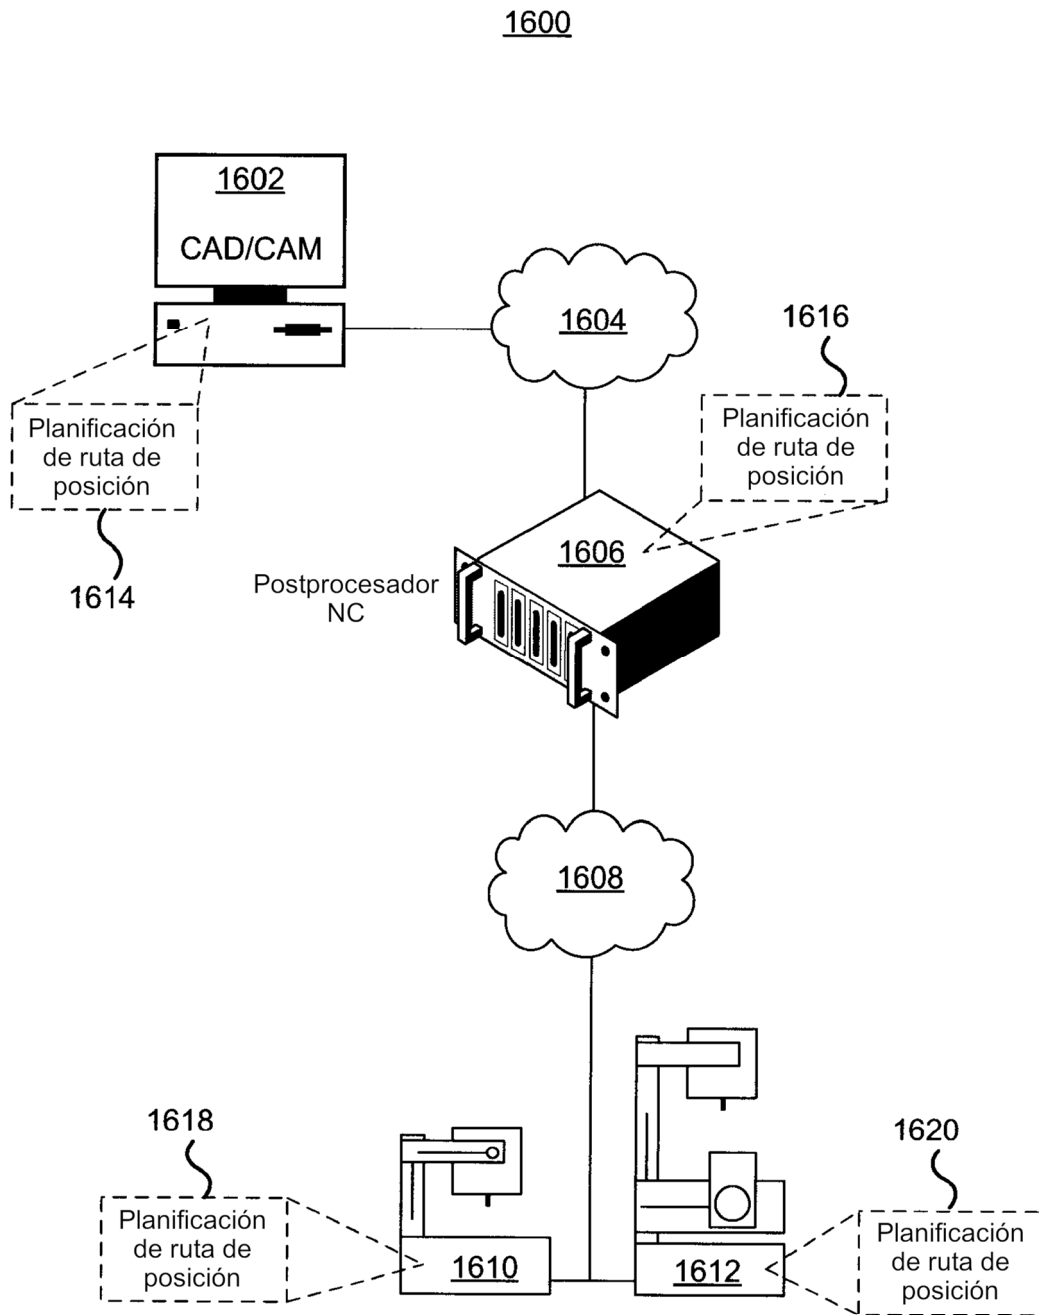 1600
1602
CAD/CAM
1604
1616
Planificación
de ruta de
posición
Planificación
de ruta de
posición
1614
1606
Postprocesador
NC
1608
1618
1620
Planificación
de ruta de
posición
1610
1612
Planificación
de ruta de
posición